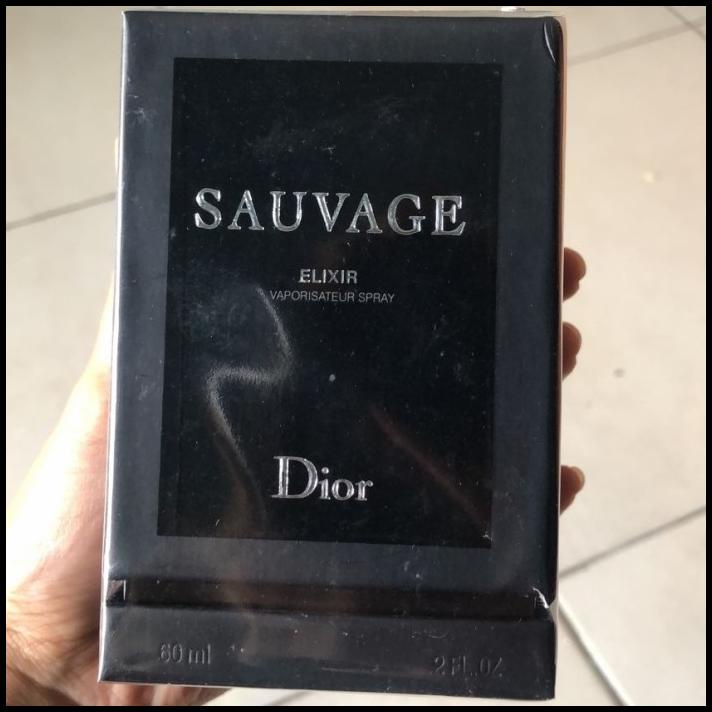 SAUVAGE
ELIXIR
VAPORISATEUR SPRAY
Dior
60 ml 2 FL.OZ